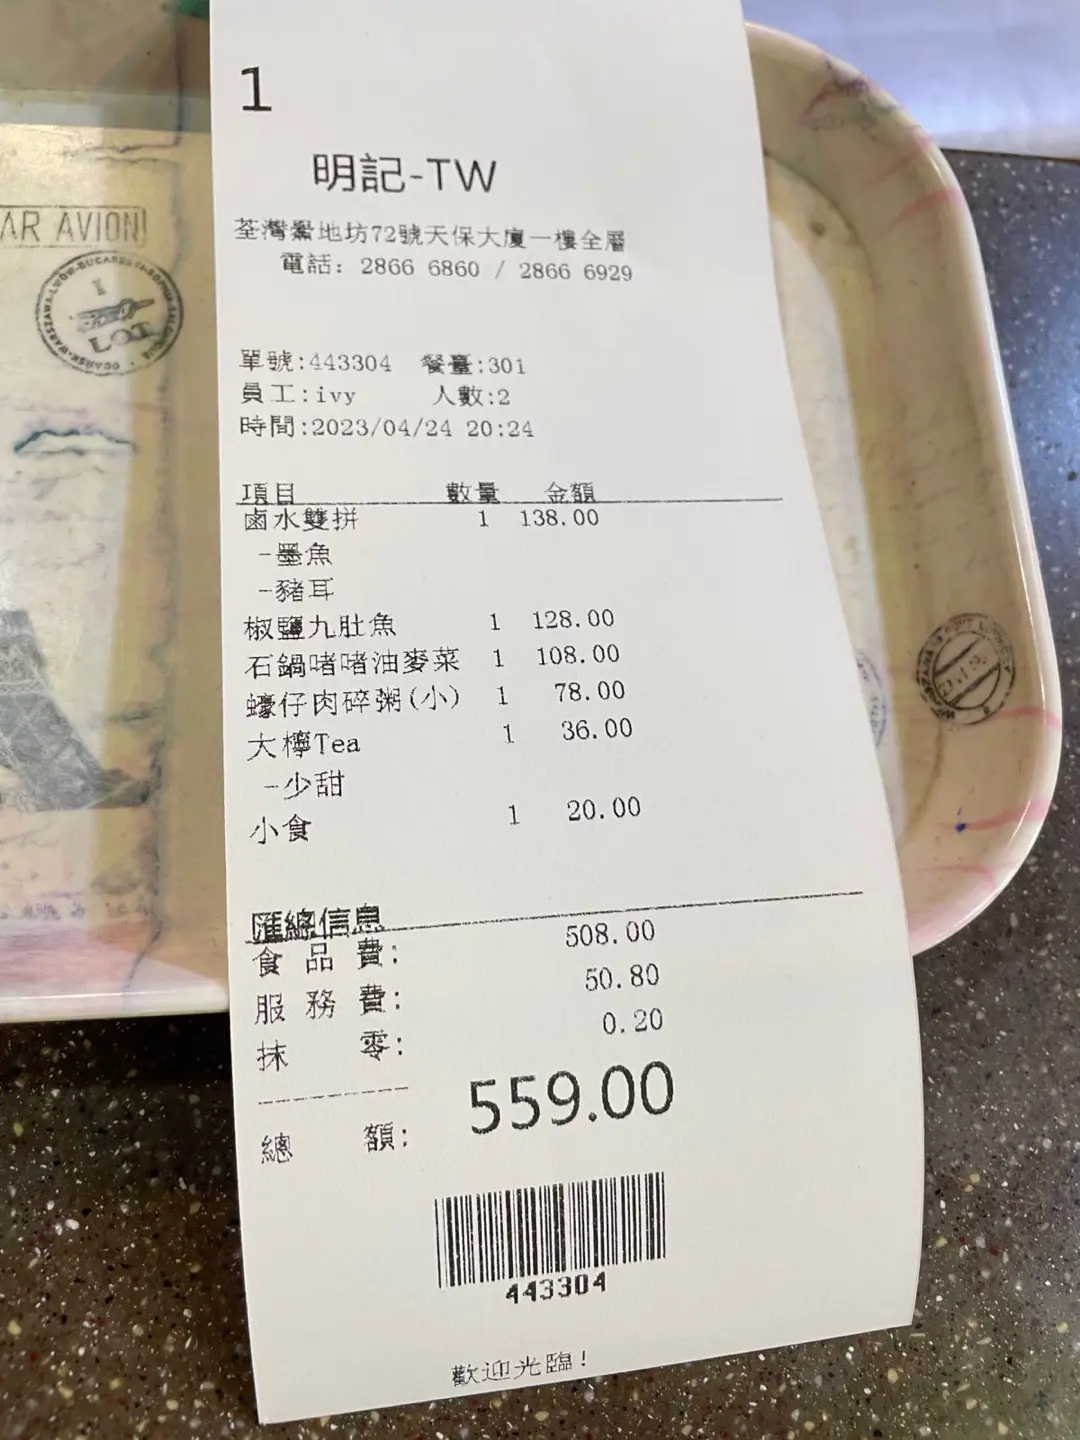 1
明記-TW
荃灣鱟地坊72號天保大廈一樓全層
電話: 2866 6860 / 2866 6929
單號:443304 餐臺:301
員工:ivy 人數:2
時間:2023/04/24 20:24
項目 數量 金額
鹵水雙拼 1 138.00
-墨魚
-豬耳
椒鹽九肚魚 1 128.00
石鍋啫啫油麥菜 1 108.00
蠔仔肉碎粥(小) 1 78.00
大檸Tea 1 36.00
-少甜
小食 1 20.00
匯總信息
食品費: 508.00
服務費: 50.80
抹零: 0.20
總額: 559.00
443304
歡迎光臨!
AR AVION
I
LOT